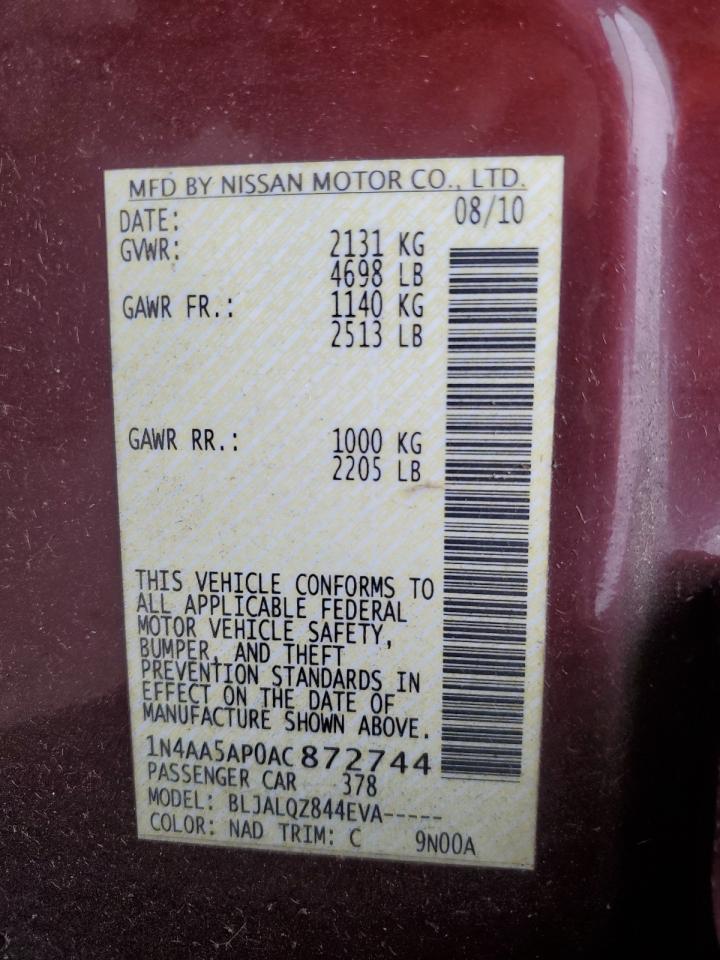 MFD BY NISSAN MOTOR CO., LTD.
DATE: 08/10
GVWR: 2131 KG
4698 LB
GAWR FR.: 1140 KG
2513 LB
GAWR RR.: 1000 KG
2205 LB
THIS VEHICLE CONFORMS TO
ALL APPLICABLE FEDERAL
MOTOR VEHICLE SAFETY,
BUMPER, AND THEFT
PREVENTION STANDARDS IN
EFFECT ON THE DATE OF
MANUFACTURE SHOWN ABOVE.
1N4AA5AP0AC872744
PASSENGER CAR 378
MODEL: BLJALQZ844EVA-----
COLOR: NAD TRIM: C 9N00A